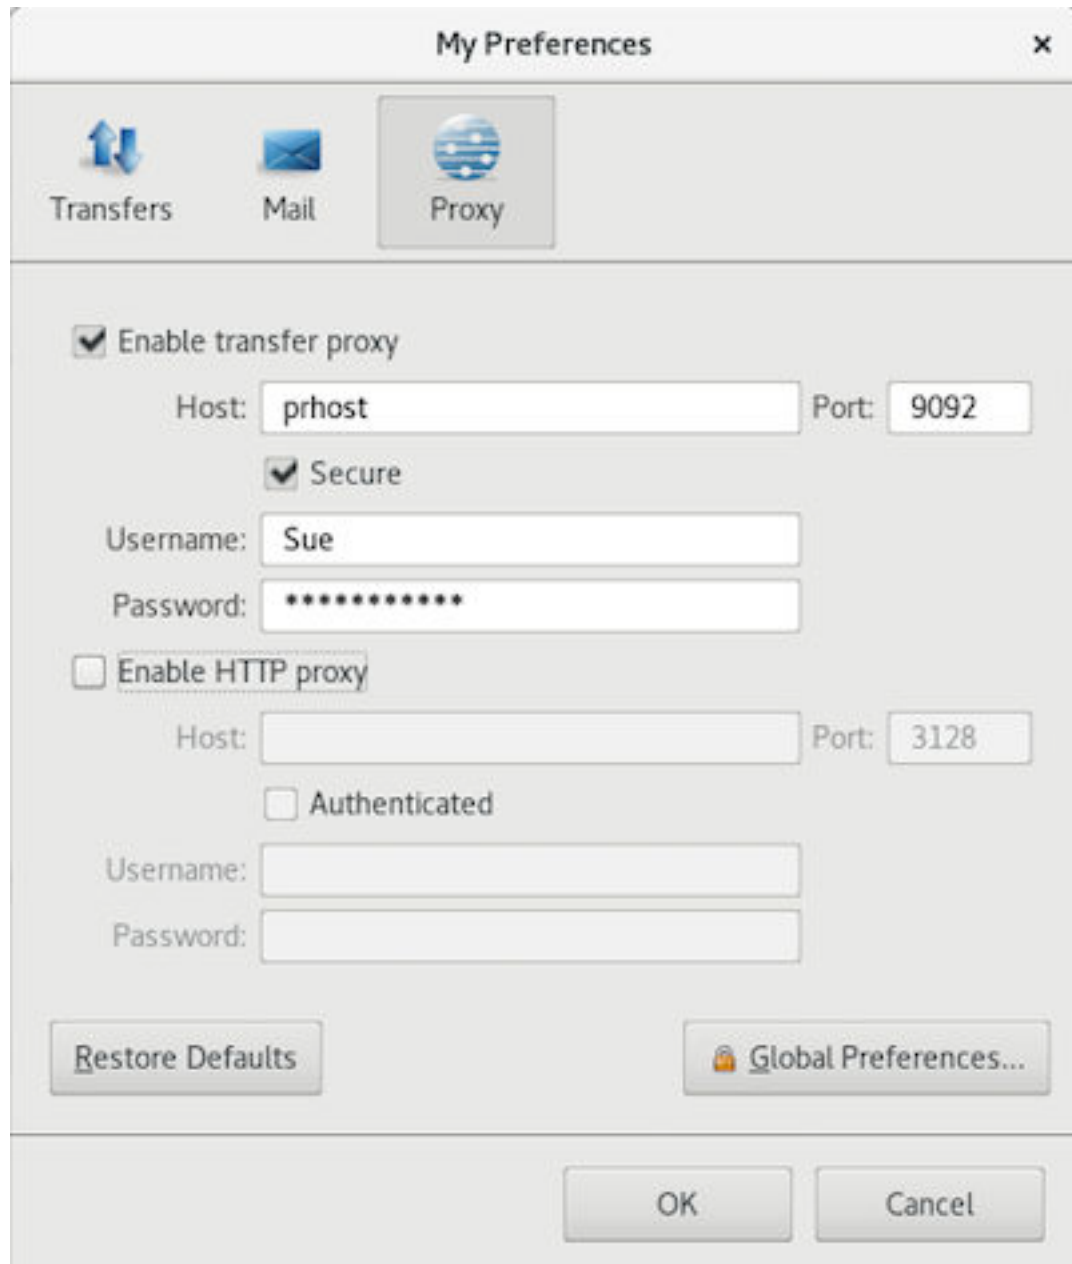 My Preferences ×
Transfers Mail Proxy
Enable transfer proxy
Host: prhost Port: 9092
Secure
Username: Sue
Password: ***********
Enable HTTP proxy
Host: Port: 3128
Authenticated
Username:
Password:
Restore Defaults Global Preferences...
OK Cancel